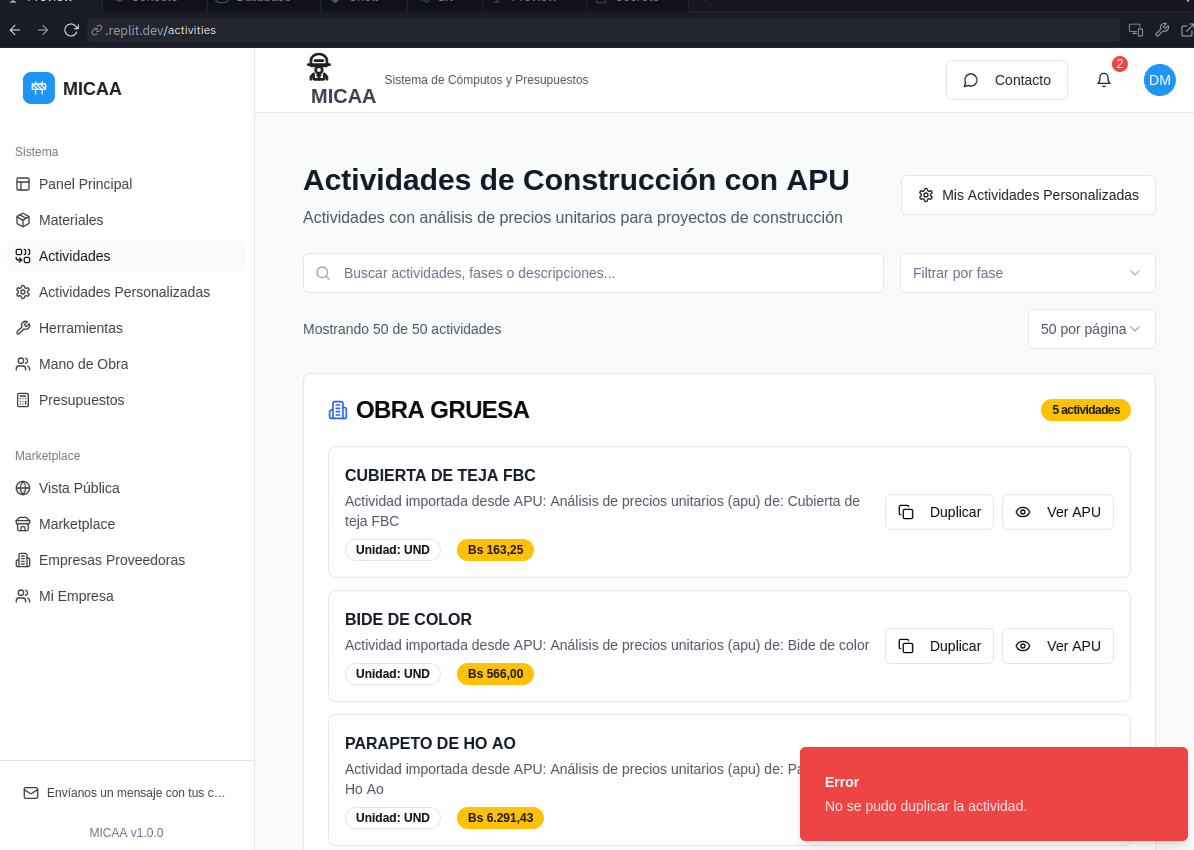 .replit.dev/activities
MICAA
MICAA
Sistema de Cómputos y Presupuestos
Contacto
2
DM
Sistema
Panel Principal
Materiales
Actividades
Actividades Personalizadas
Herramientas
Mano de Obra
Presupuestos
Marketplace
Vista Pública
Marketplace
Empresas Proveedoras
Mi Empresa
Envíanos un mensaje con tus c…
MICAA v1.0.0
Actividades de Construcción con APU
Actividades con análisis de precios unitarios para proyectos de construcción
Mis Actividades Personalizadas
Buscar actividades, fases o descripciones...
Filtrar por fase
Mostrando 50 de 50 actividades
50 por página
OBRA GRUESA
5 actividades
CUBIERTA DE TEJA FBC
Actividad importada desde APU: Análisis de precios unitarios (apu) de: Cubierta de
teja FBC
Unidad: UND
Bs 163,25
Duplicar
Ver APU
BIDE DE COLOR
Actividad importada desde APU: Análisis de precios unitarios (apu) de: Bide de color
Unidad: UND
Bs 566,00
Duplicar
Ver APU
PARAPETO DE HO AO
Actividad importada desde APU: Análisis de precios unitarios (apu) de: Pa
Ho Ao
Unidad: UND
Bs 6.291,43
Error
No se pudo duplicar la actividad.